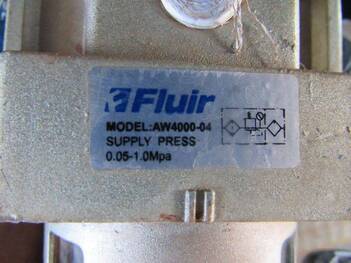 Fluir
MODEL:AW4000-04
SUPPLY PRESS
0.05-1.0Mpa